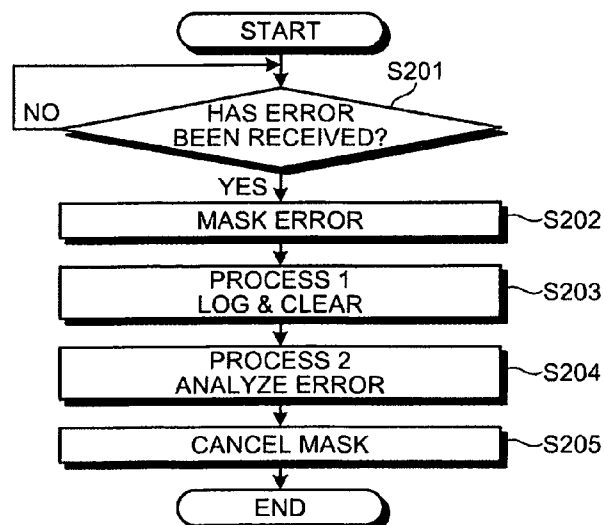 START
S201
NO
HAS ERROR
BEEN RECEIVED?
YES
MASK ERROR
S202
PROCESS 1
LOG & CLEAR
S203
PROCESS 2
ANALYZE ERROR
S204
CANCEL MASK
S205
END